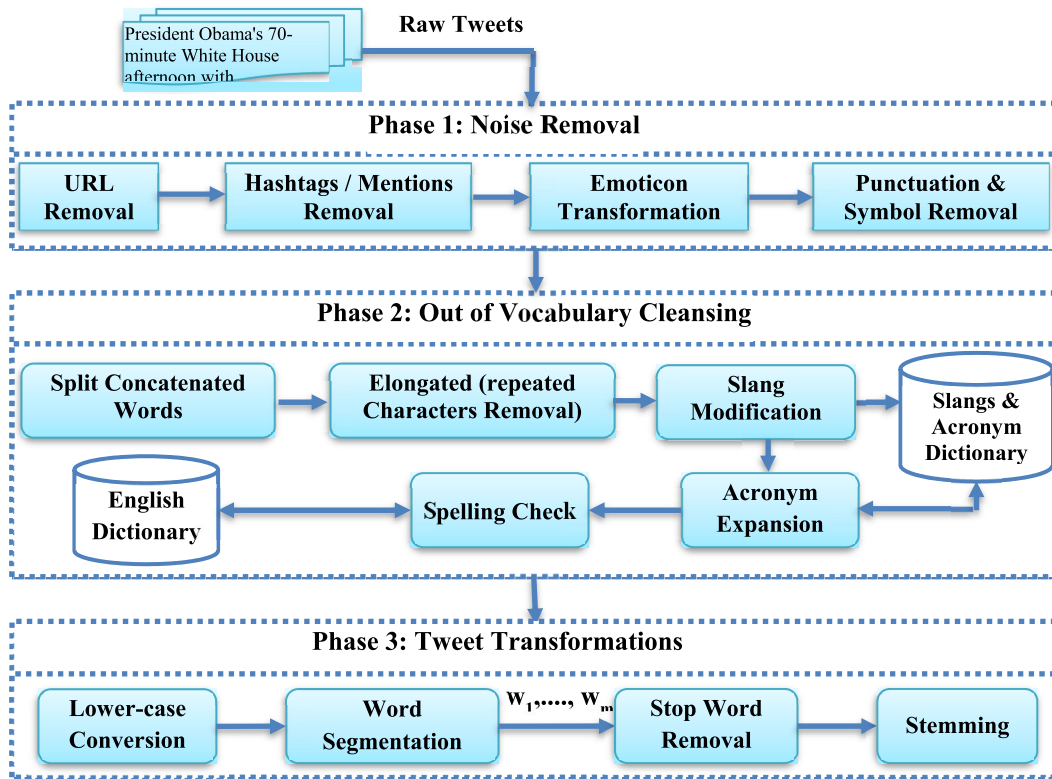 President Obama's 70-
minute White House
afternoon with
Raw Tweets
Phase 1: Noise Removal
URL
Removal
Hashtags / Mentions
Removal
Emoticon
Transformation
Punctuation &
Symbol Removal
Phase 2: Out of Vocabulary Cleansing
Split Concatenated
Words
Elongated (repeated
Characters Removal)
Slang
Modification
Slangs &
Acronym
Dictionary
English
Dictionary
Spelling Check
Acronym
Expansion
Phase 3: Tweet Transformations
Lower-case
Conversion
Word
Segmentation
w1,...., wm
Stop Word
Removal
Stemming